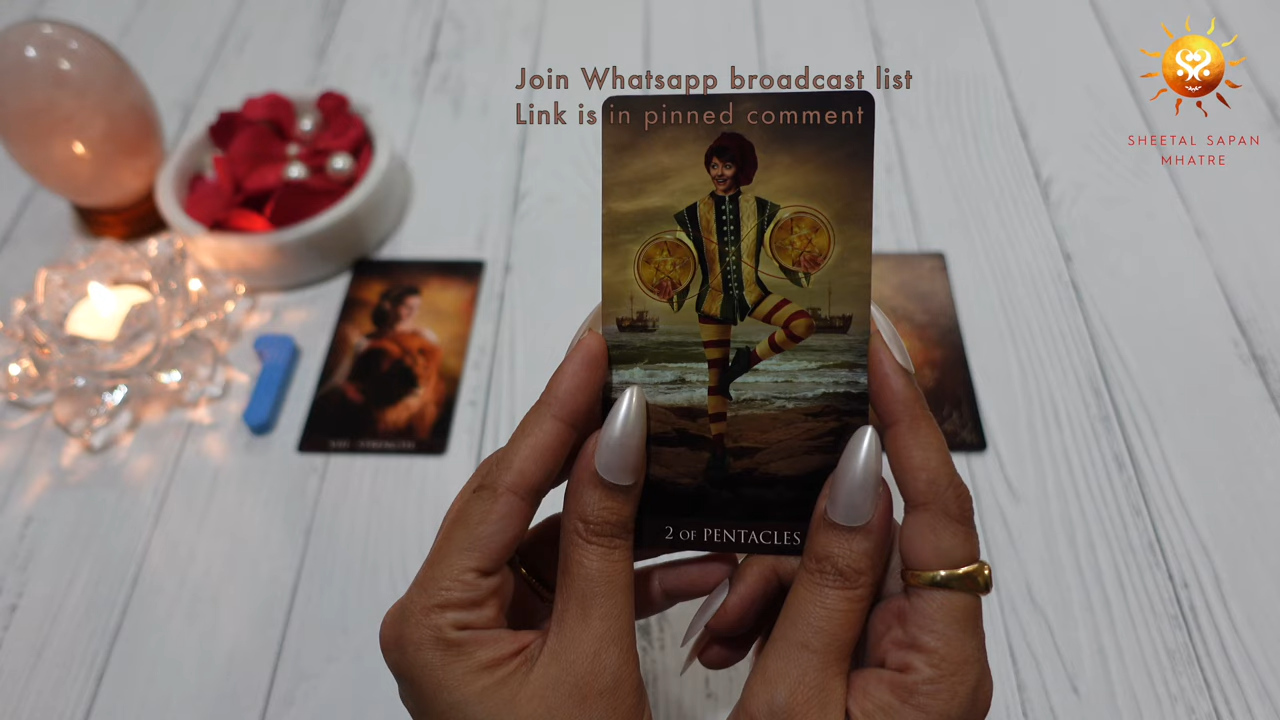 Join Whatsapp broadcast list
Link is in pinned comment
SHEETAL SAPAN
MHATRE
2 OF PENTACLES